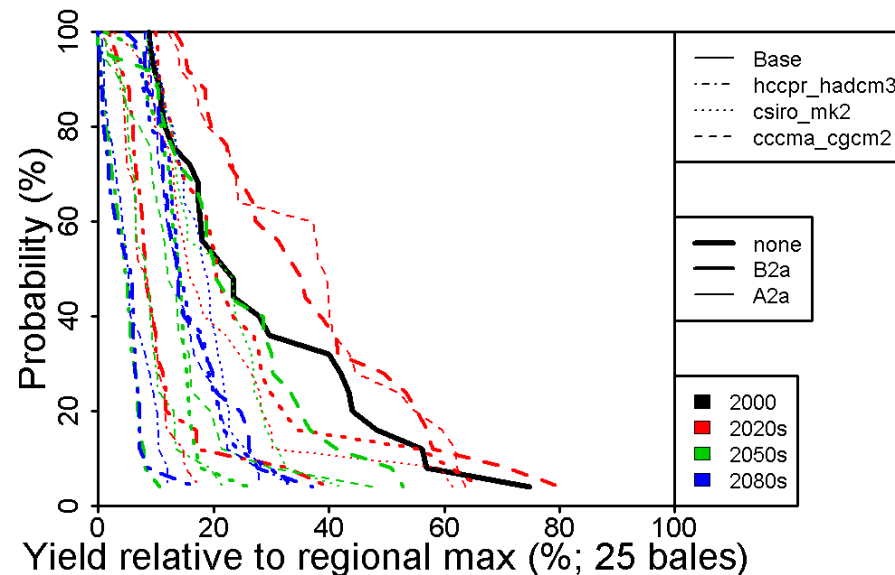 Probability (%)
100
80
60
40
20
0
0 20 40 60 80 100
Yield relative to regional max (%; 25 bales)
Base
hccpr_hadcm3
csiro_mk2
cccma_cgcm2
none
B2a
A2a
2000
2020s
2050s
2080s